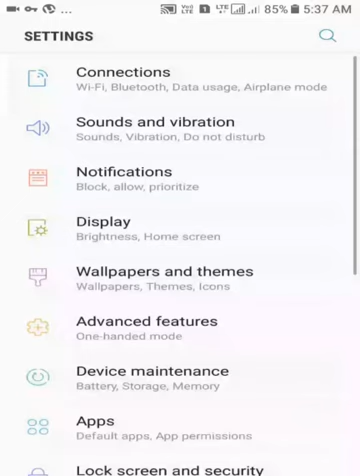 LTE 85% 5:37 AM
SETTINGS
Connections
Wi-Fi, Bluetooth, Data usage, Airplane mode
Sounds and vibration
Sounds, Vibration, Do not disturb
Notifications
Block, allow, prioritize
Display
Brightness, Home screen
Wallpapers and themes
Wallpapers, Themes, Icons
Advanced features
One-handed mode
Device maintenance
Battery, Storage, Memory
Apps
Default apps, App permissions
Lock screen and security